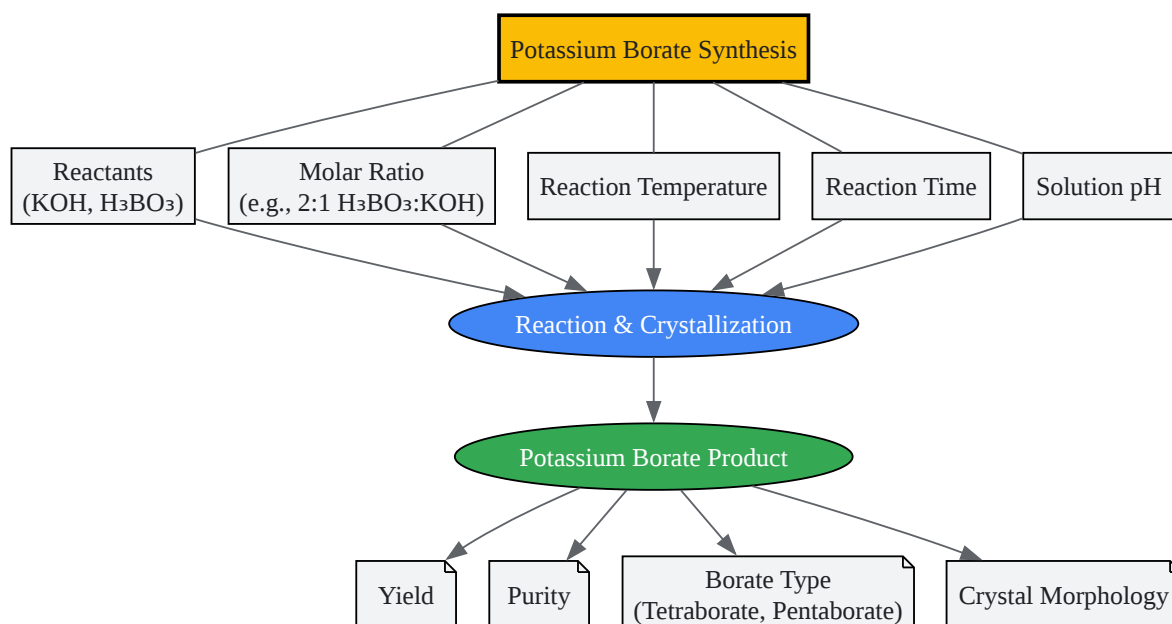 Potassium Borate Synthesis
Reactants
(KOH, H₃BO₃)
Molar Ratio
(e.g., 2:1 H₃BO₃:KOH)
Reaction Temperature
Reaction Time
Solution pH
Reaction & Crystallization
Potassium Borate Product
Yield
Purity
Borate Type
(Tetraborate, Pentaborate)
Crystal Morphology